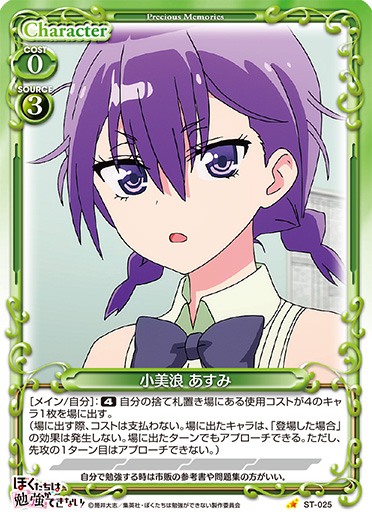 Precious Memories
Character
COST
0
SOURCE
3
小美浪 あすみ
[メイン/自分]：4 自分の捨て札置き場にある使用コストが4のキャ
ラ1枚を場に出す。
（場に出す際、コストは支払わない。場に出たキャラは、「登場した場合」
の効果は発生しない。場に出たターンでもアプローチできる。ただし、
先攻の1ターン目はアプローチできない。）
自分で勉強する時は市販の参考書や問題集の方がいい。
ぼくたちは
勉強ができない
©筒井大志／集英社・ぼくたちは勉強ができない製作委員会
ST-025